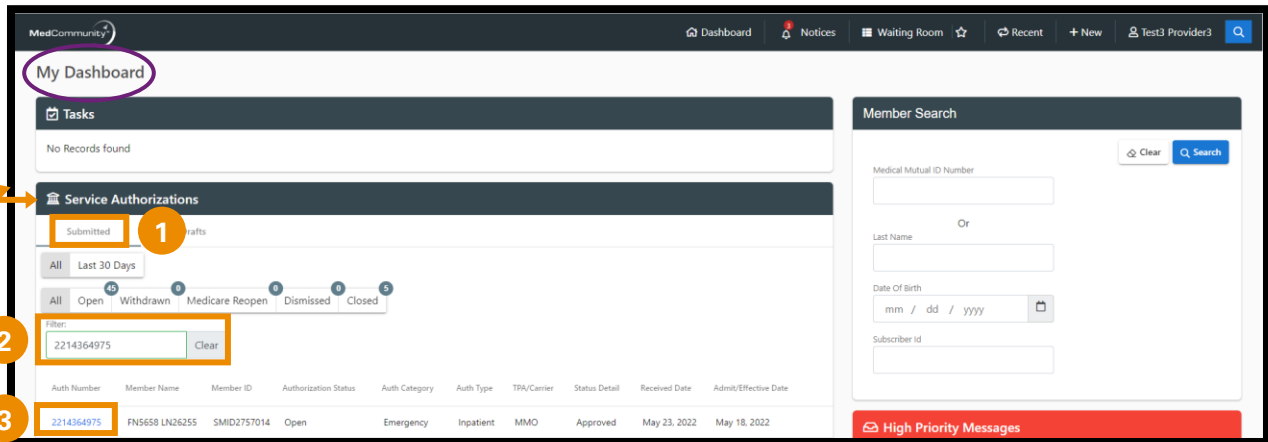 MedCommunity
Dashboard
3
Notices
Waiting Room
Recent
+ New
Test3 Provider3
My Dashboard
Tasks
No Records found
Service Authorizations
Submitted
1
rafts
All
Last 30 Days
All
Open
45
Withdrawn
0
Medicare Reopen
0
Dismissed
0
Closed
5
2
Filter:
2214364975
Clear
Auth Number Member Name Member ID Authorization Status Auth Category Auth Type TPA/Carrier Status Detail Received Date Admit/Effective Date
3
2214364975 FN5658 LN26255 SMID2757014 Open Emergency Inpatient MMO Approved May 23, 2022 May 18, 2022
Member Search
Clear
Search
Medical Mutual ID Number
Or
Last Name
Date Of Birth
mm / dd / yyyy
Subscriber Id
High Priority Messages